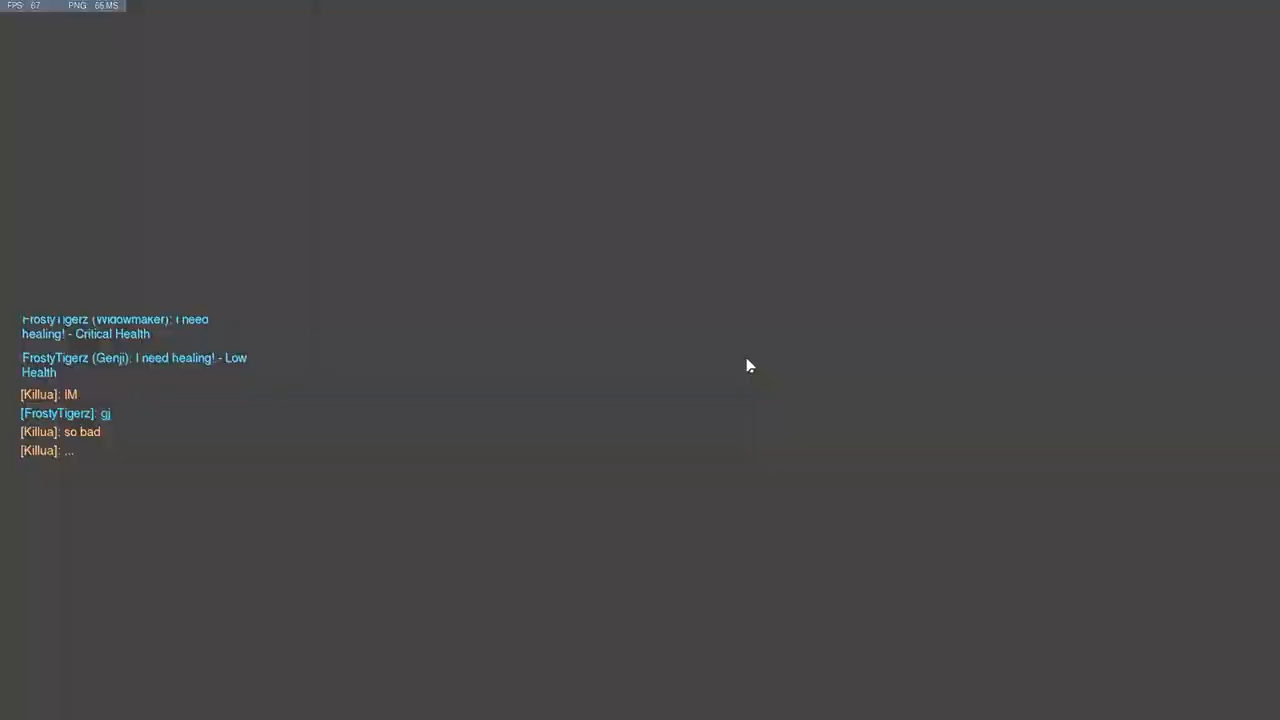 FPS: 67 PNG: 65 MS
FrostyTigerz (Widowmaker): I need
healing! - Critical Health
FrostyTigerz (Genji): I need healing! - Low
Health
[Killua]: IM
[FrostyTigerz]: gj
[Killua]: so bad
[Killua]: ...